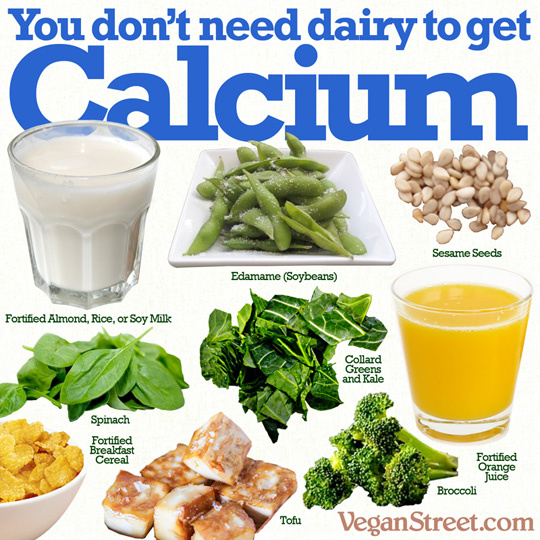 You don't need dairy to get
Calcium
Fortified Almond, Rice, or Soy Milk
Edamame (Soybeans)
Sesame Seeds
Spinach
Collard
Greens
and Kale
Fortified
Breakfast
Cereal
Tofu
Broccoli
Fortified
Orange
Juice
VeganStreet.com